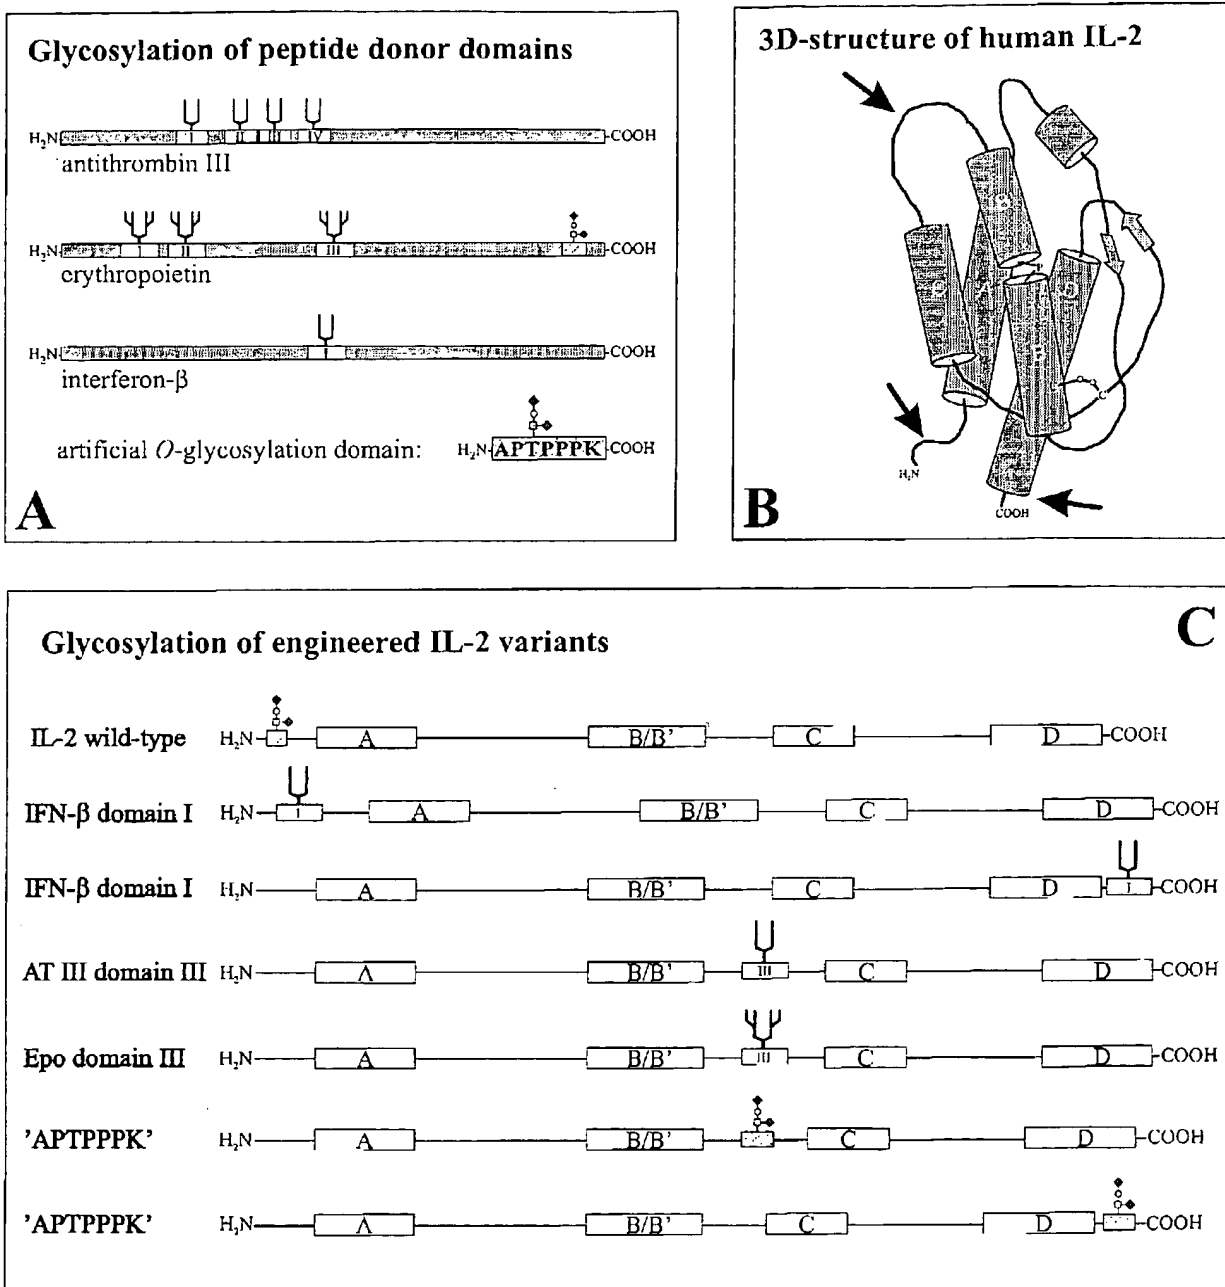 Glycosylation of peptide donor domains
H₂N I II III IV COOH
antithrombin III
H₂N I II III COOH
erythropoietin
H₂N I COOH
interferon-β
artificial O-glycosylation domain: H₂N-APTPPPK-COOH
A
3D-structure of human IL-2
B
C
A
D
H₂N
COOH
B
C
Glycosylation of engineered IL-2 variants
IL-2 wild-type H₂N A B/B' C D COOH
IFN-β domain I H₂N I A B/B' C D COOH
IFN-β domain I H₂N A B/B' C D I COOH
AT III domain III H₂N A B/B' III C D COOH
Epo domain III H₂N A B/B' III C D COOH
'APTPPPK' H₂N A B/B' C D COOH
'APTPPPK' H₂N A B/B' C D COOH